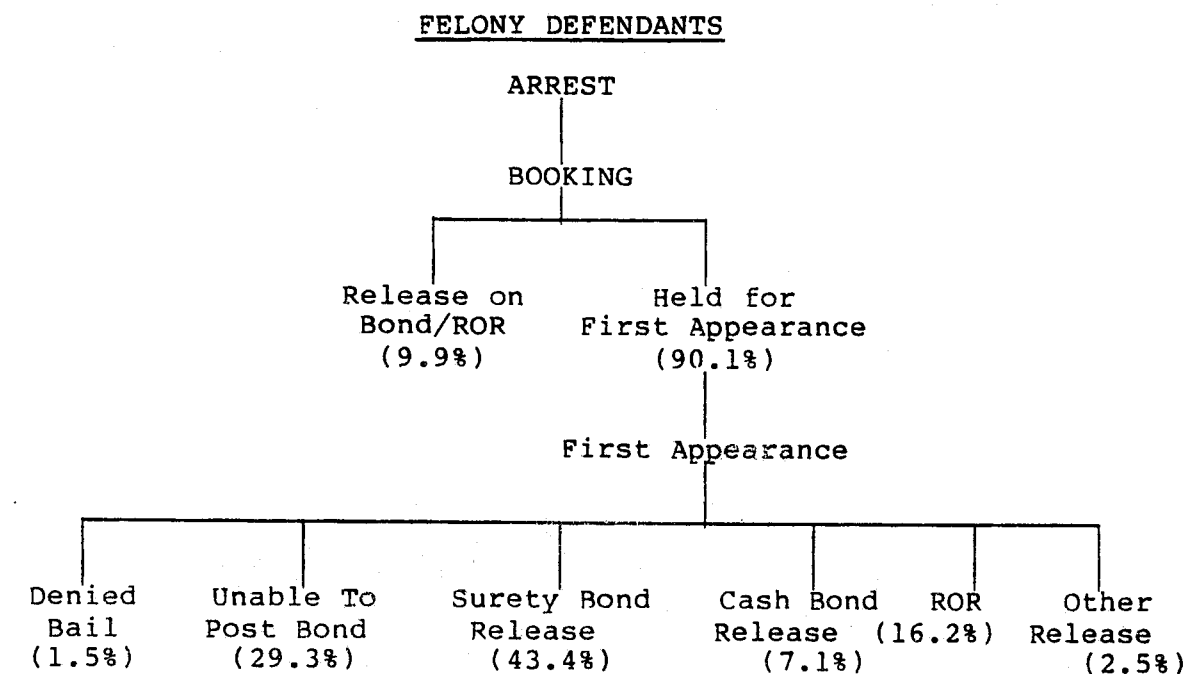 FELONY DEFENDANTS
ARREST
BOOKING
Release on
Bond/ROR
(9.9%)
Held for
First Appearance
(90.1%)
First Appearance
Denied
Bail
(1.5%)
Unable To
Post Bond
(29.3%)
Surety Bond
Release
(43.4%)
Cash Bond
Release
(7.1%)
ROR
(16.2%)
Other
Release
(2.5%)